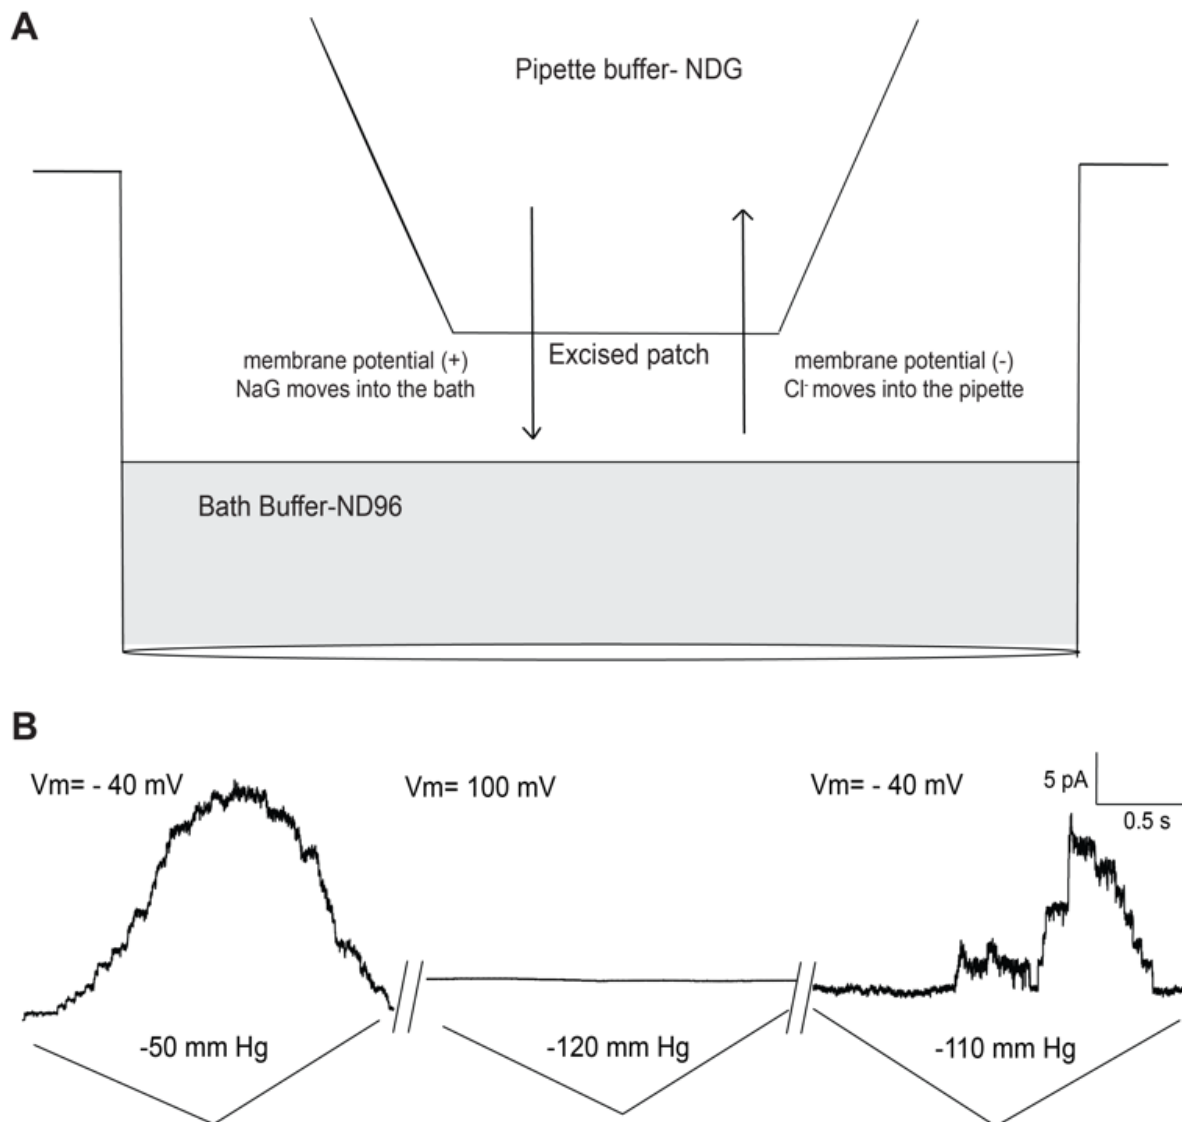 A
Pipette buffer- NDG
membrane potential (+)
NaG moves into the bath
Excised patch
membrane potential (-)
Cl- moves into the pipette
Bath Buffer-ND96
B
Vm= - 40 mV
Vm= 100 mV
Vm= - 40 mV
5 pA
0.5 s
-50 mm Hg
-120 mm Hg
-110 mm Hg